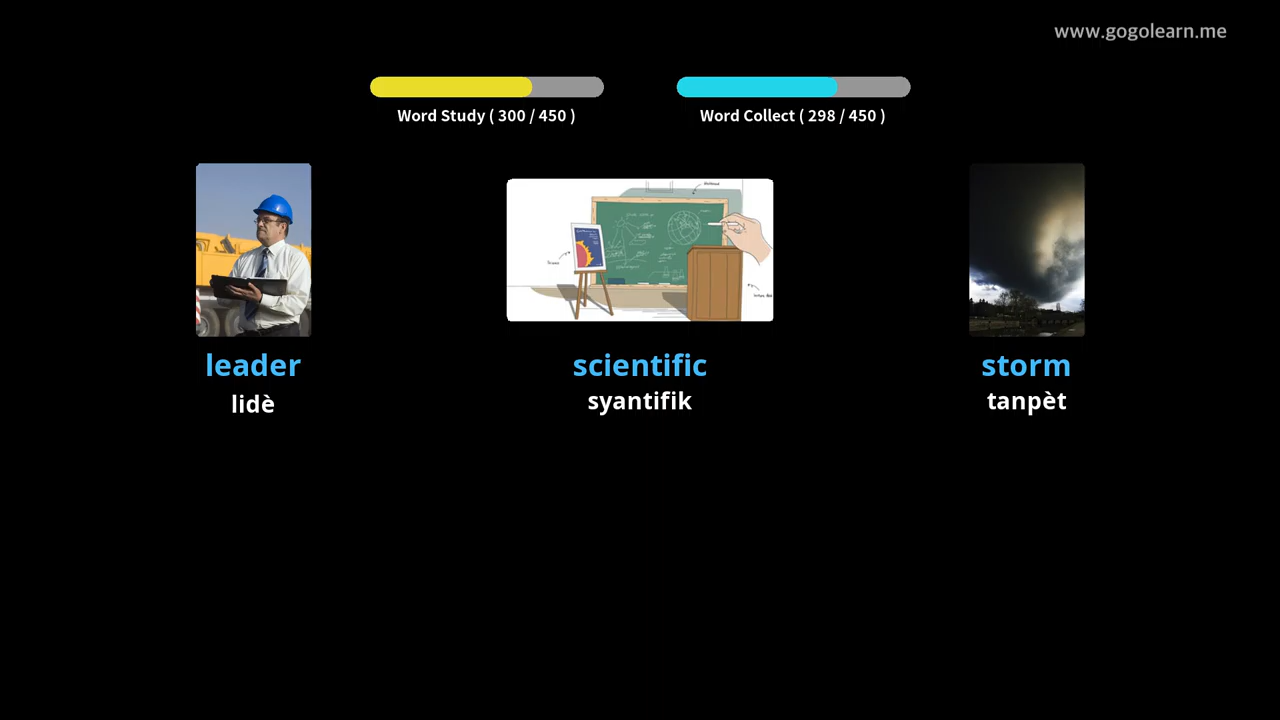 www.gogolearn.me
Word Study ( 300 / 450 )
Word Collect ( 298 / 450 )
leader
scientific
storm
lidè
syantifik
tanpèt